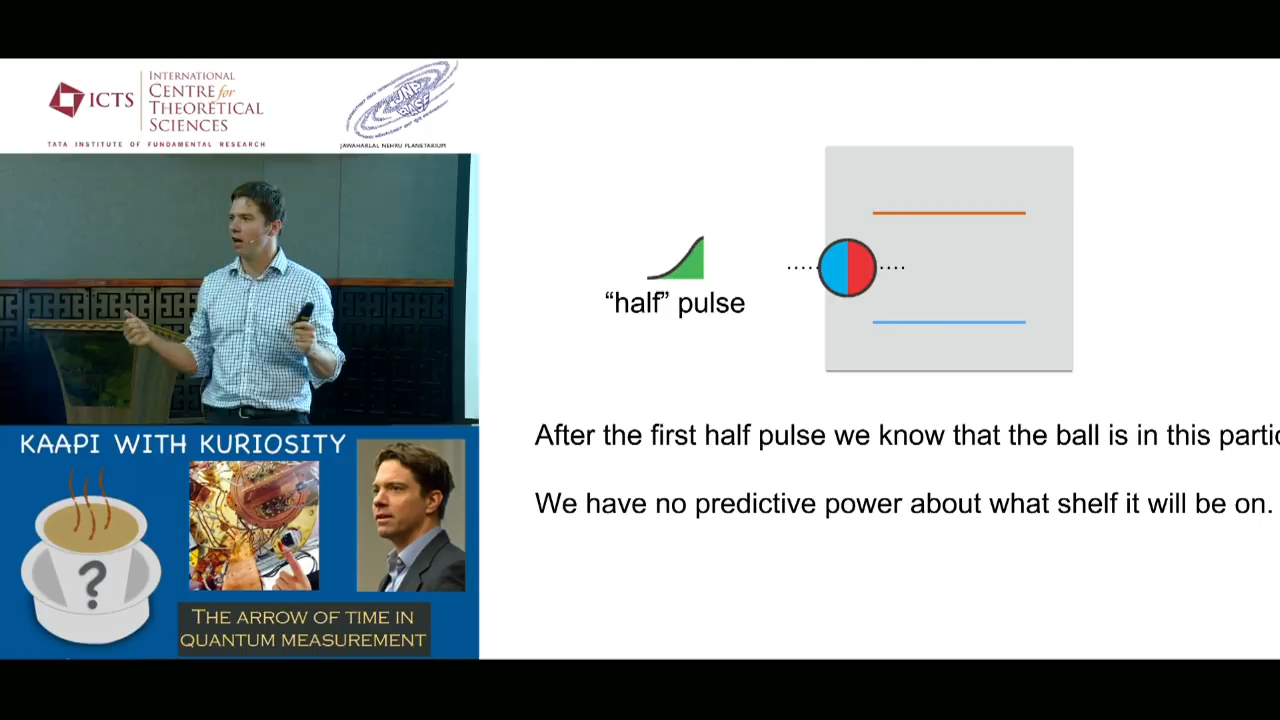 ICTS
INTERNATIONAL
CENTRE for
THEORETICAL
SCIENCES
TATA INSTITUTE OF FUNDAMENTAL RESEARCH
JNP
BASE
JAWAHARLAL NEHRU PLANETARIUM
“half” pulse
After the first half pulse we know that the ball is in this partic
We have no predictive power about what shelf it will be on.
KAAPI WITH KURIOSITY
?
THE ARROW OF TIME IN
QUANTUM MEASUREMENT